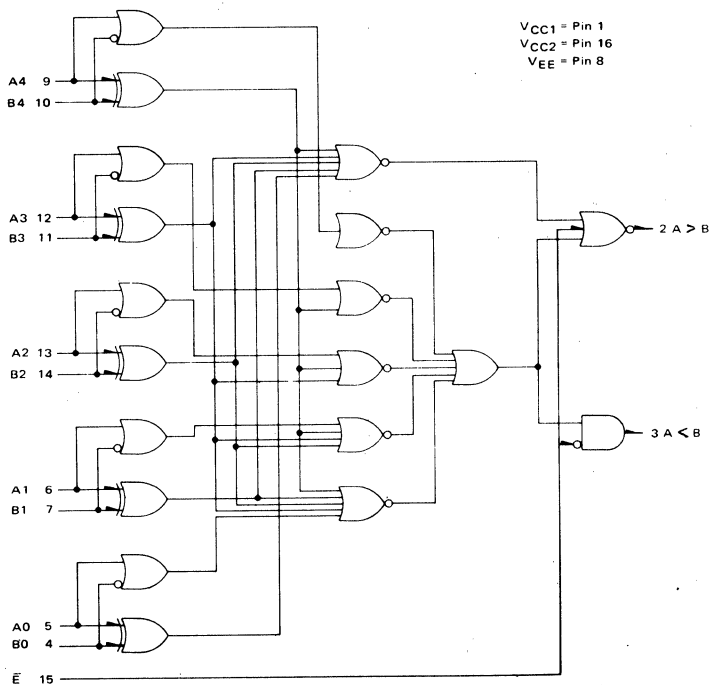 VCC1 = Pin 1
VCC2 = Pin 16
VEE = Pin 8
A4 9
B4 10
A3 12
B3 11
2 A > B
A2 13
B2 14
3 A < B
A1 6
B1 7
A0 5
B0 4
E̅ 15